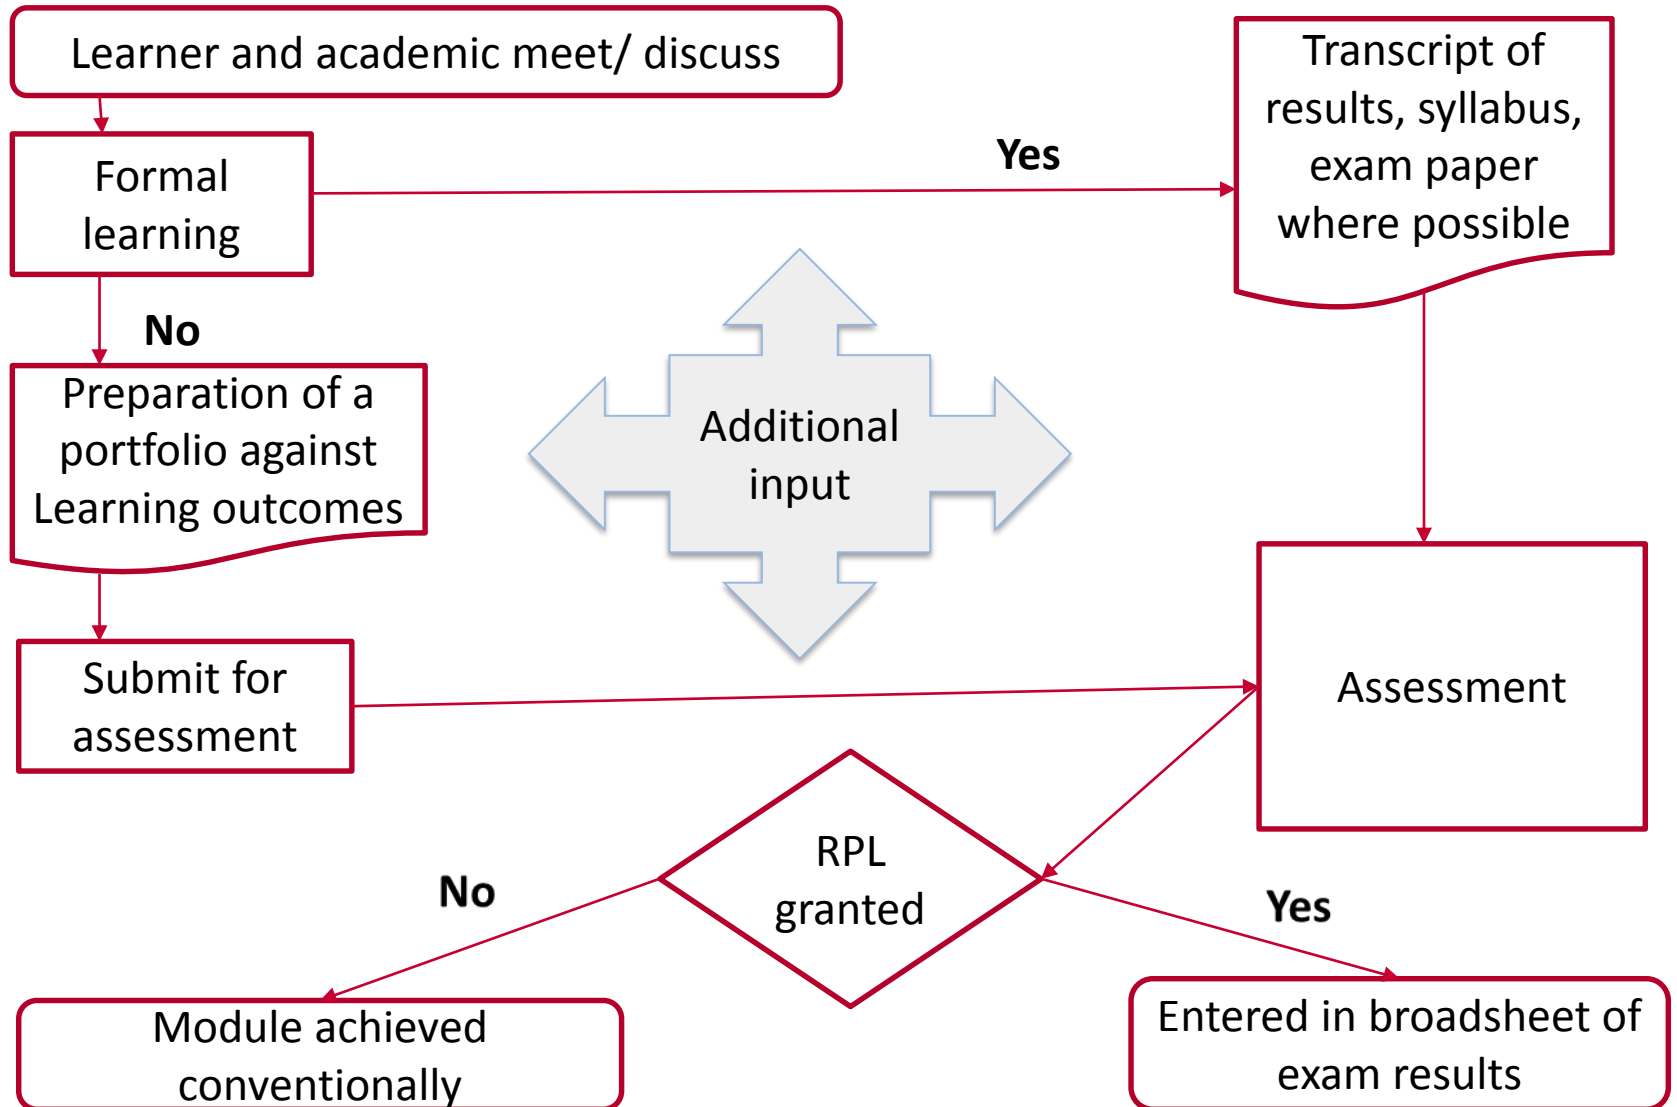 Learner and academic meet/ discuss
Transcript of
results, syllabus,
exam paper
where possible
Yes
Formal
learning
No
Preparation of a
portfolio against
Learning outcomes
Additional
input
Submit for
assessment
Assessment
RPL
granted
No
Yes
Module achieved
conventionally
Entered in broadsheet of
exam results